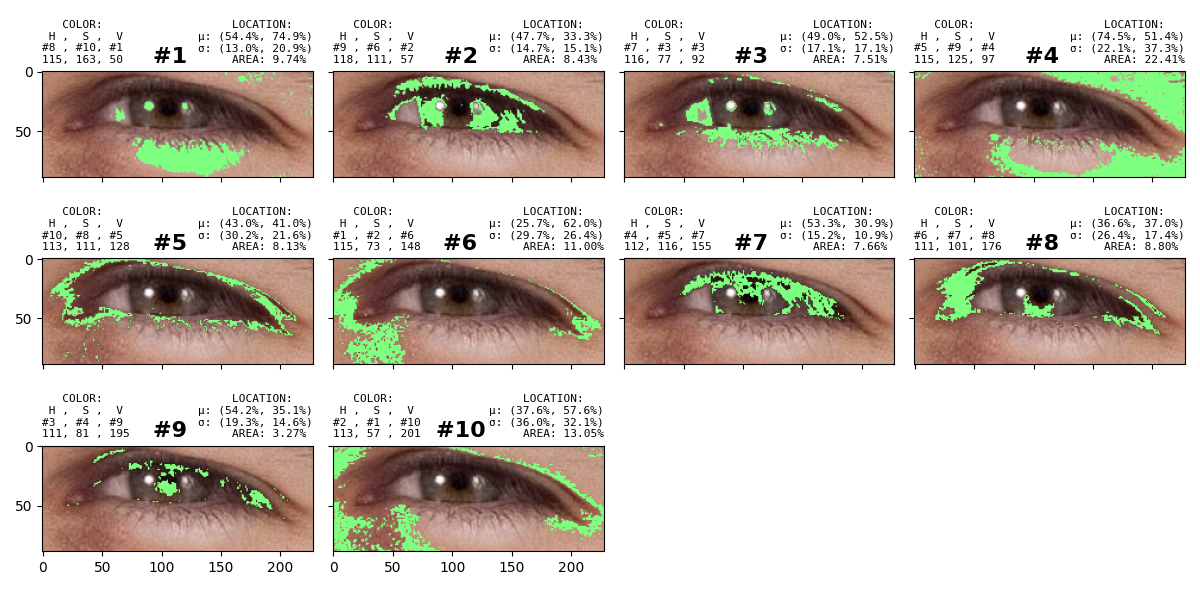 COLOR: LOCATION:
H , S , V μ: (54.4%, 74.9%)
#8 , #10, #1 #1 σ: (13.0%, 20.9%)
115, 163, 50 AREA: 9.74%
COLOR: LOCATION:
H , S , V μ: (47.7%, 33.3%)
#9 , #6 , #2 #2 σ: (14.7%, 15.1%)
118, 111, 57 AREA: 8.43%
COLOR: LOCATION:
H , S , V μ: (49.0%, 52.5%)
#7 , #3 , #3 #3 σ: (17.1%, 17.1%)
116, 77 , 92 AREA: 7.51%
COLOR: LOCATION:
H , S , V μ: (74.5%, 51.4%)
#5 , #9 , #4 #4 σ: (22.1%, 37.3%)
115, 125, 97 AREA: 22.41%
0
50
COLOR: LOCATION:
H , S , V μ: (43.0%, 41.0%)
#10, #8 , #5 #5 σ: (30.2%, 21.6%)
113, 111, 128 AREA: 8.13%
COLOR: LOCATION:
H , S , V μ: (25.7%, 62.0%)
#1 , #2 , #6 #6 σ: (29.7%, 26.4%)
115, 73 , 148 AREA: 11.00%
COLOR: LOCATION:
H , S , V μ: (53.3%, 30.9%)
#4 , #5 , #7 #7 σ: (15.2%, 10.9%)
112, 116, 155 AREA: 7.66%
COLOR: LOCATION:
H , S , V μ: (36.6%, 37.0%)
#6 , #7 , #8 #8 σ: (26.4%, 17.4%)
111, 101, 176 AREA: 8.80%
0
50
COLOR: LOCATION:
H , S , V μ: (54.2%, 35.1%)
#3 , #4 , #9 #9 σ: (19.3%, 14.6%)
111, 81 , 195 AREA: 3.27%
COLOR: LOCATION:
H , S , V μ: (37.6%, 57.6%)
#2 , #1 , #10 #10 σ: (36.0%, 32.1%)
113, 57 , 201 AREA: 13.05%
0
50
0 50 100 150 200
0 50 100 150 200